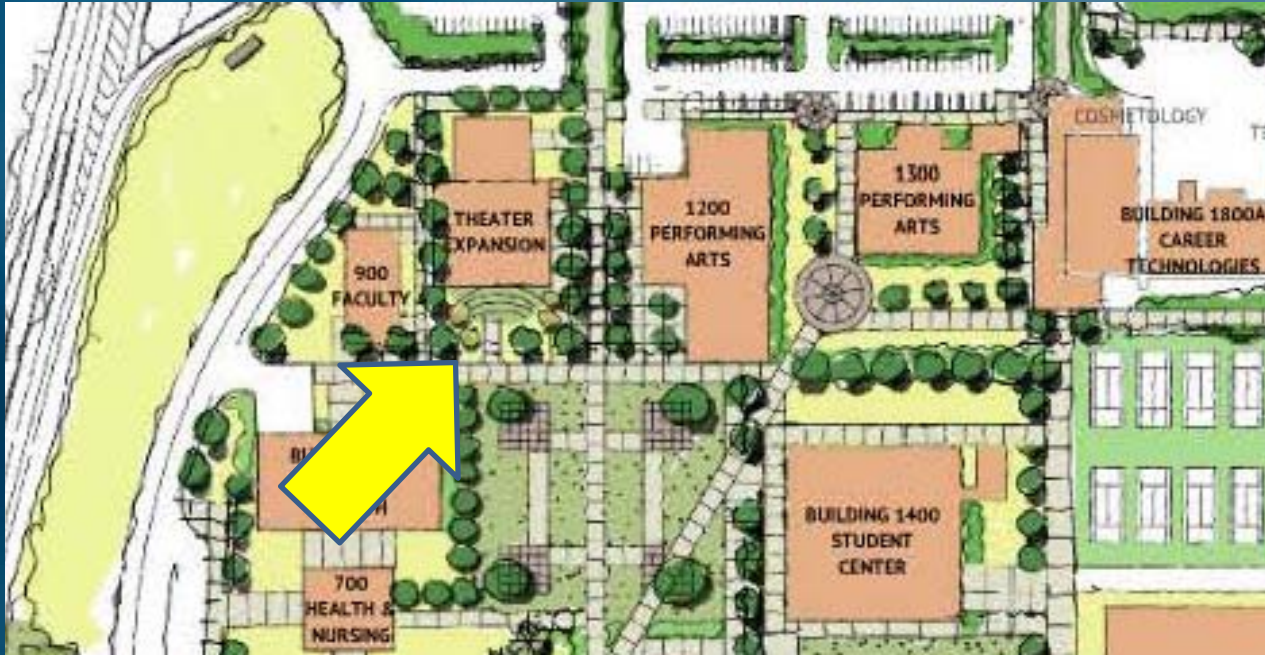 COSMETOLOGY
THEATER
EXPANSION
1200
PERFORMING
ARTS
1300
PERFORMING
ARTS
BUILDING 1800A
CAREER
TECHNOLOGIES
900
FACULTY
BUILDING 1400
STUDENT
CENTER
700
HEALTH &
NURSING